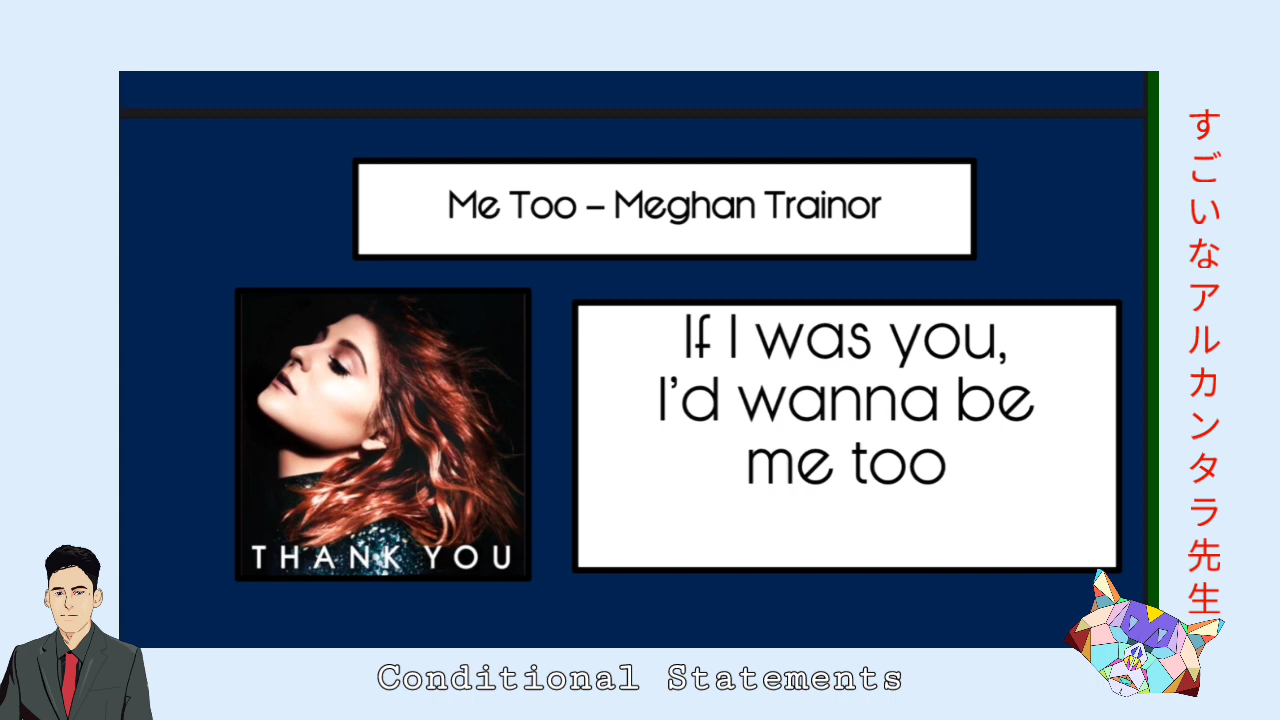 Me Too – Meghan Trainor
If I was you,
I'd wanna be
me too
THANK YOU
すごいなアルカンタラ先生
Conditional Statements